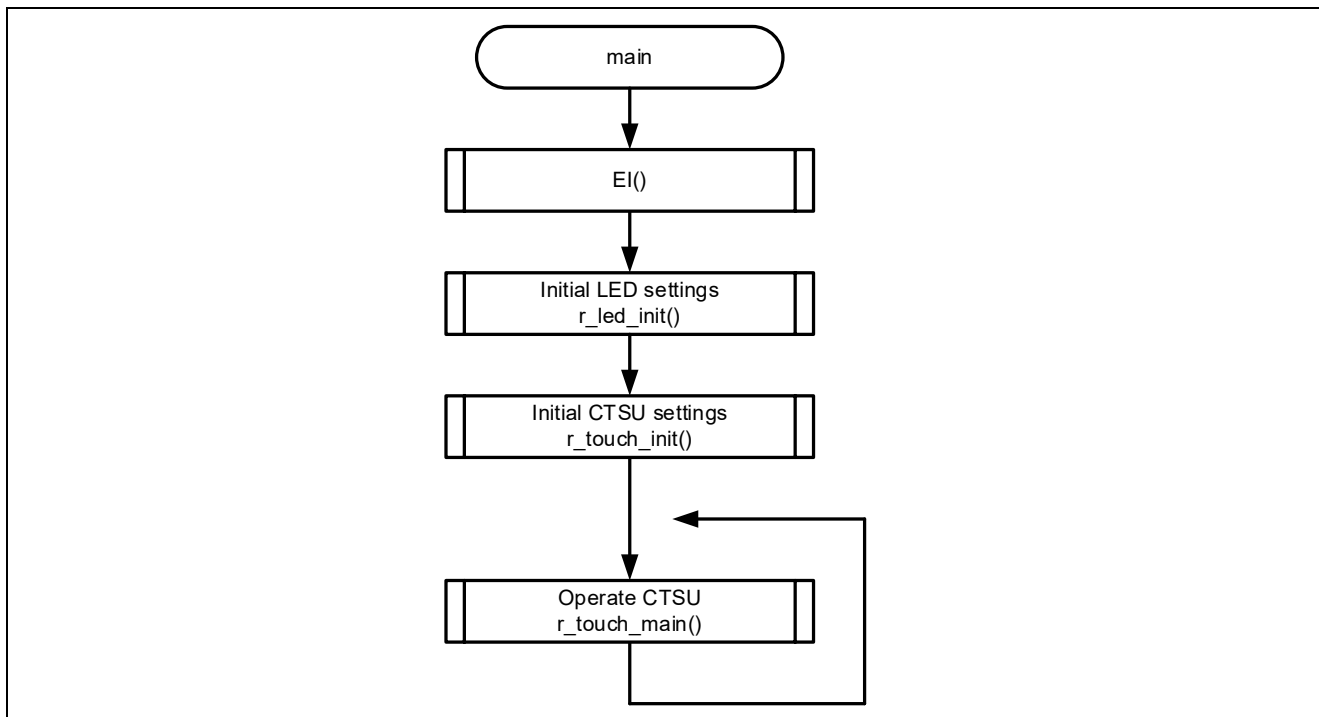 main
EI()
Initial LED settings
r_led_init()
Initial CTSU settings
r_touch_init()
Operate CTSU
r_touch_main()